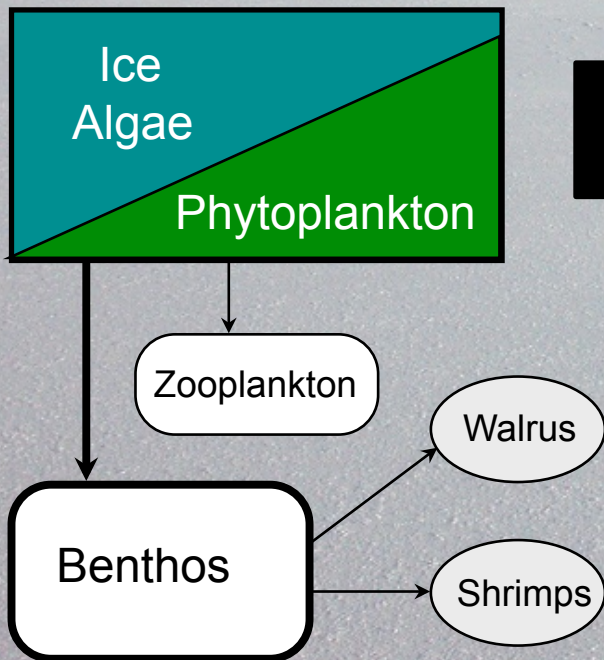 Ice
Algae
Phytoplankton
Zooplankton
Walrus
Benthos
Shrimps